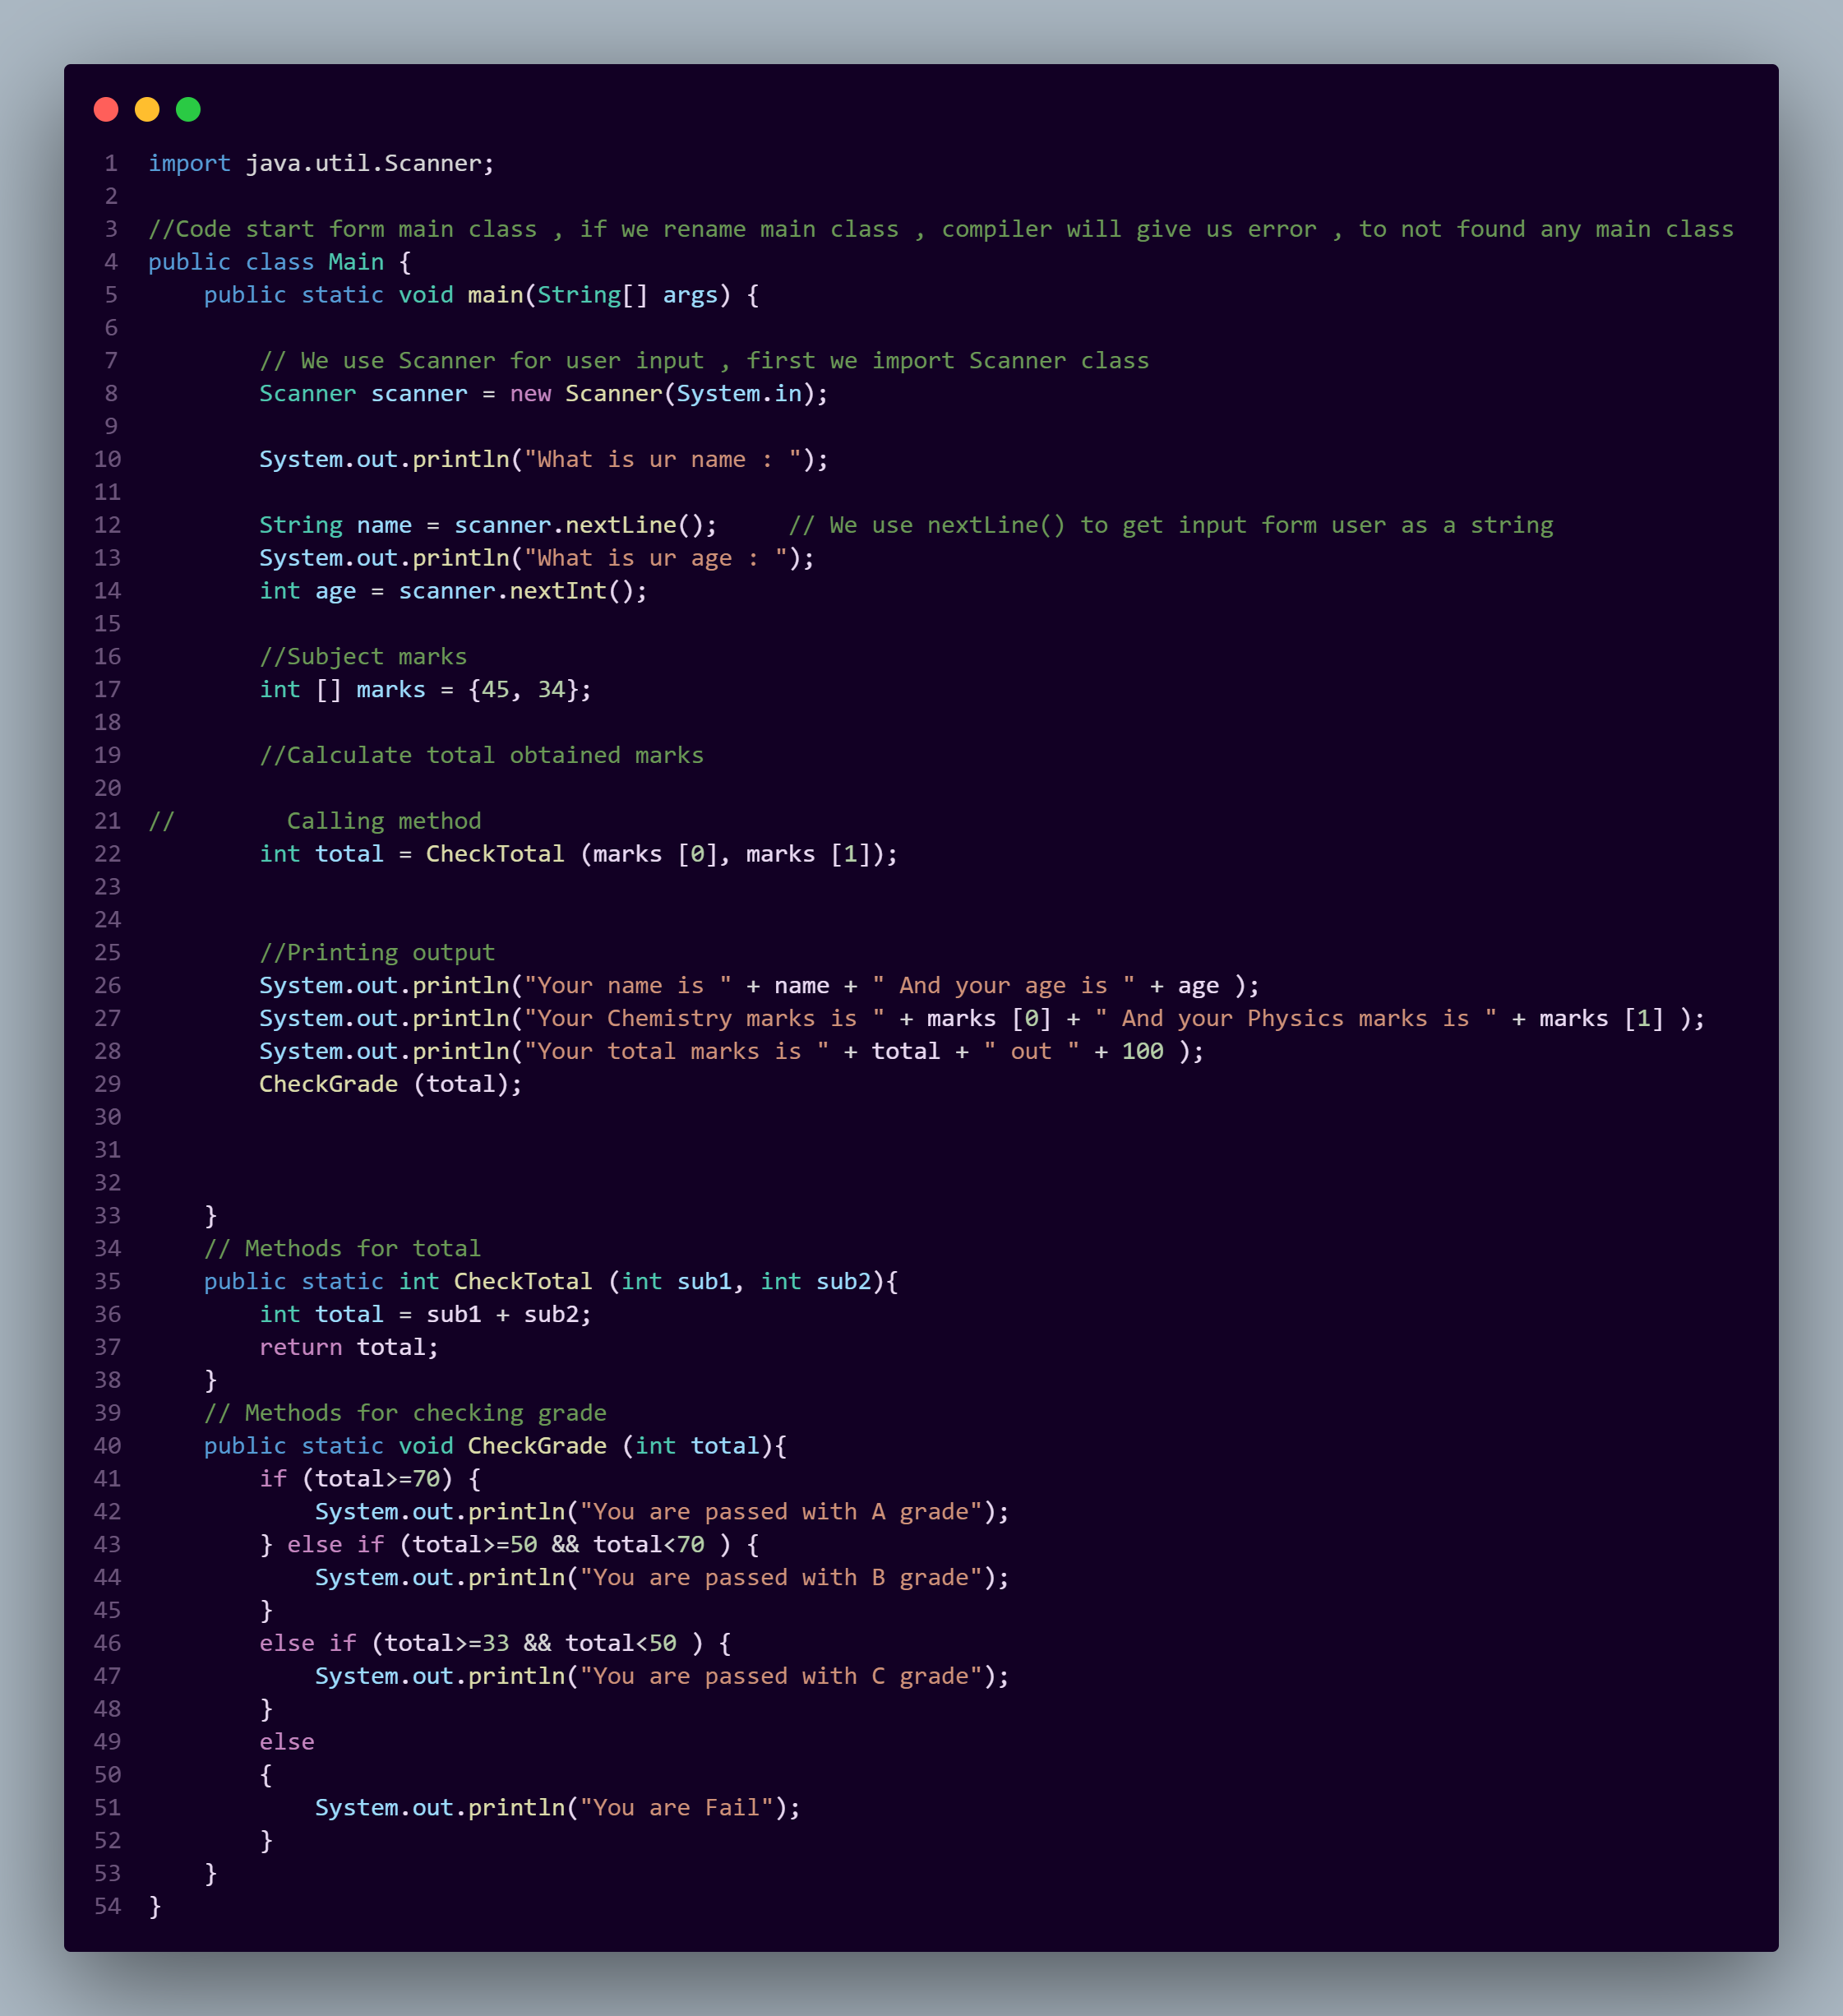 1 import java.util.Scanner;
2
3 //Code start form main class , if we rename main class , compiler will give us error , to not found any main class
4 public class Main {
5     public static void main(String[] args) {
6
7         // We use Scanner for user input , first we import Scanner class
8         Scanner scanner = new Scanner(System.in);
9
10         System.out.println("What is ur name : ");
11
12         String name = scanner.nextLine();     // We use nextLine() to get input form user as a string
13         System.out.println("What is ur age : ");
14         int age = scanner.nextInt();
15
16         //Subject marks
17         int [] marks = {45, 34};
18
19         //Calculate total obtained marks
20
21 //        Calling method
22         int total = CheckTotal (marks [0], marks [1]);
23
24
25         //Printing output
26         System.out.println("Your name is " + name + " And your age is " + age );
27         System.out.println("Your Chemistry marks is " + marks [0] + " And your Physics marks is " + marks [1] );
28         System.out.println("Your total marks is " + total + " out " + 100 );
29         CheckGrade (total);
30
31
32
33     }
34     // Methods for total
35     public static int CheckTotal (int sub1, int sub2){
36         int total = sub1 + sub2;
37         return total;
38     }
39     // Methods for checking grade
40     public static void CheckGrade (int total){
41         if (total>=70) {
42             System.out.println("You are passed with A grade");
43         } else if (total>=50 && total<70 ) {
44             System.out.println("You are passed with B grade");
45         }
46         else if (total>=33 && total<50 ) {
47             System.out.println("You are passed with C grade");
48         }
49         else
50         {
51             System.out.println("You are Fail");
52         }
53     }
54 }